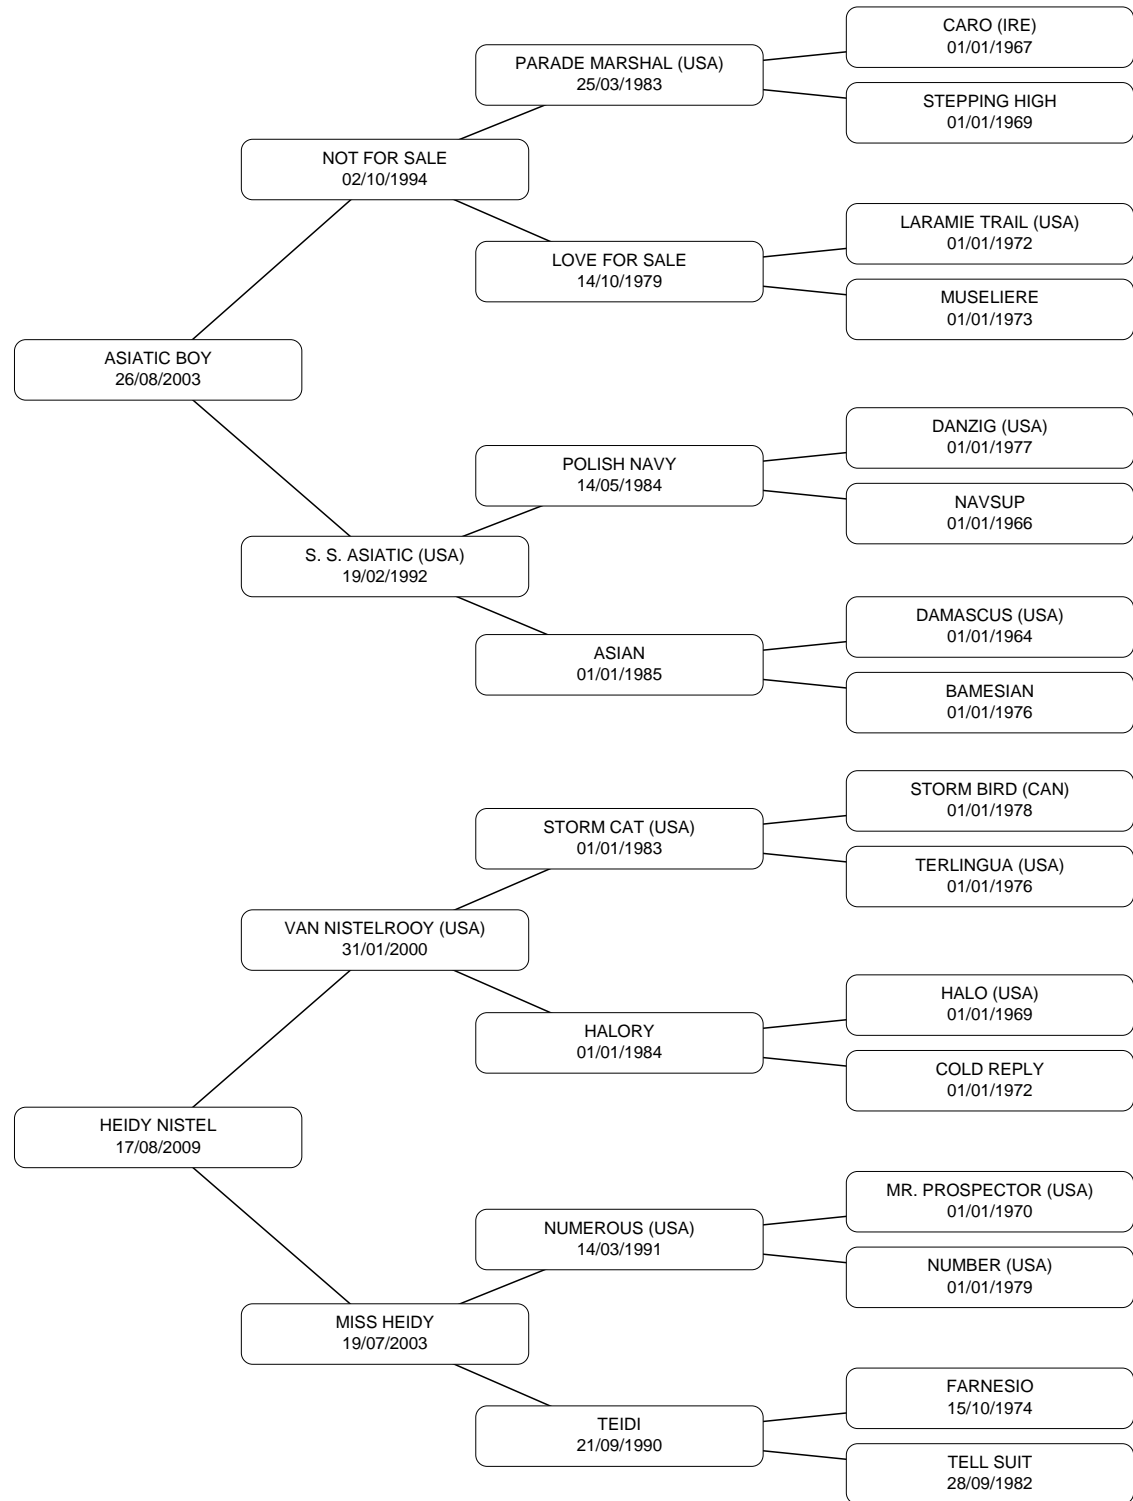 CARO (IRE)
01/01/1967
PARADE MARSHAL (USA)
25/03/1983
STEPPING HIGH
01/01/1969
NOT FOR SALE
02/10/1994
LARAMIE TRAIL (USA)
01/01/1972
LOVE FOR SALE
14/10/1979
MUSELIERE
01/01/1973
ASIATIC BOY
26/08/2003
DANZIG (USA)
01/01/1977
POLISH NAVY
14/05/1984
NAVSUP
01/01/1966
S. S. ASIATIC (USA)
19/02/1992
DAMASCUS (USA)
01/01/1964
ASIAN
01/01/1985
BAMESIAN
01/01/1976
STORM BIRD (CAN)
01/01/1978
STORM CAT (USA)
01/01/1983
TERLINGUA (USA)
01/01/1976
VAN NISTELROOY (USA)
31/01/2000
HALO (USA)
01/01/1969
HALORY
01/01/1984
COLD REPLY
01/01/1972
HEIDY NISTEL
17/08/2009
MR. PROSPECTOR (USA)
01/01/1970
NUMEROUS (USA)
14/03/1991
NUMBER (USA)
01/01/1979
MISS HEIDY
19/07/2003
FARNESIO
15/10/1974
TEIDI
21/09/1990
TELL SUIT
28/09/1982